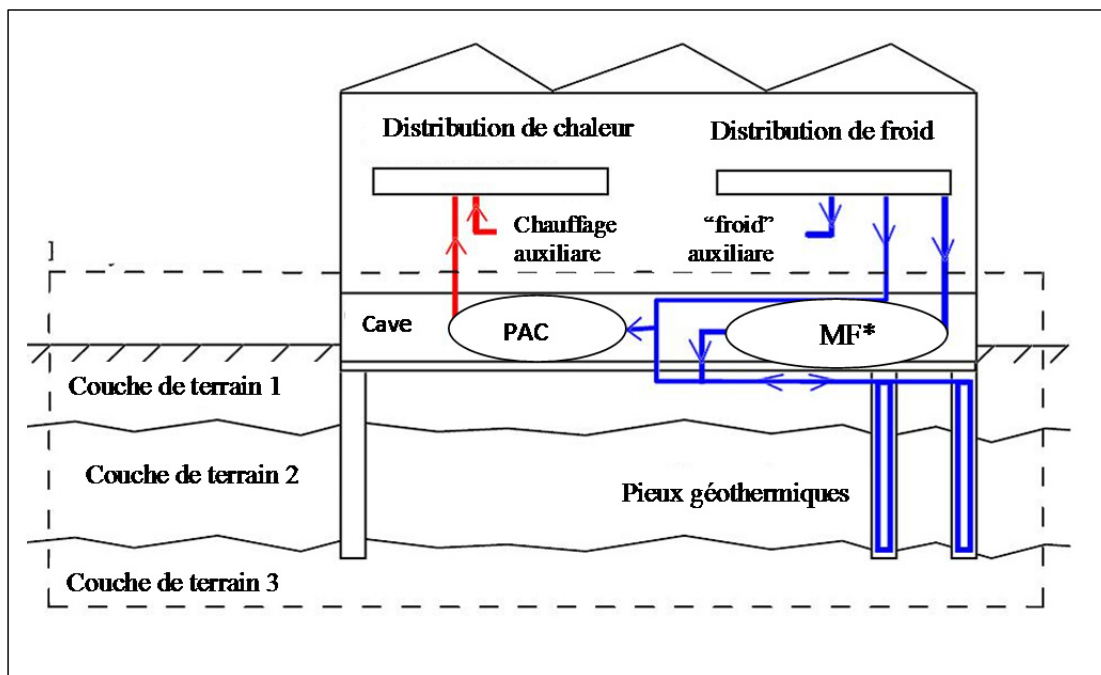 Distribution de chaleur
Distribution de froid
Chauffage
auxiliare
“froid”
auxiliare
Cave
PAC
MF*
Couche de terrain 1
Couche de terrain 2
Pieux géothermiques
Couche de terrain 3